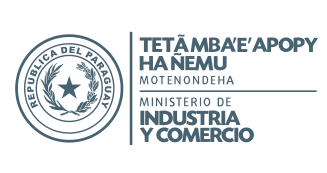 REPUBLICA DEL PARAGUAY
TETÃ MBA'E'APOPY
HA ÑEMU
MOTENONDEHA
MINISTERIO DE
INDUSTRIA
Y COMERCIO